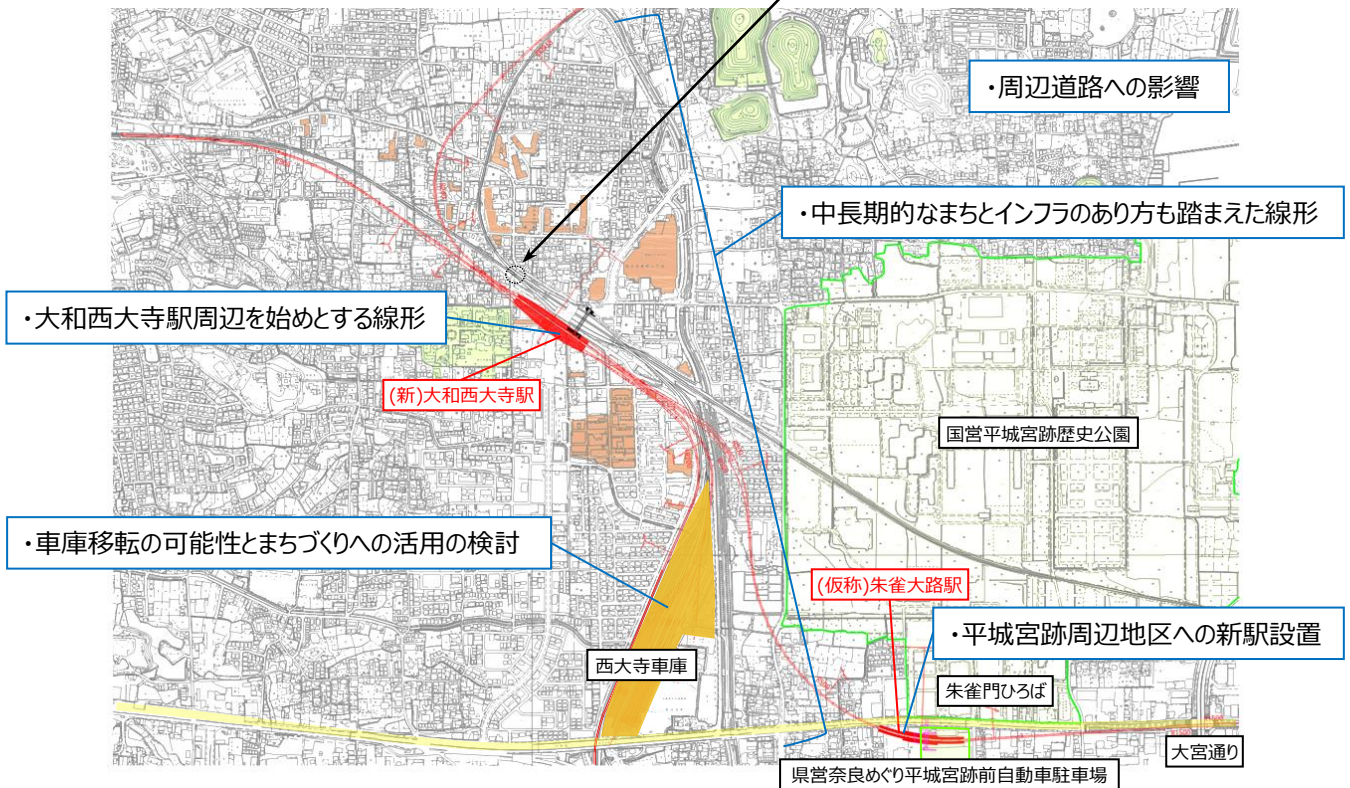 ・周辺道路への影響
・中長期的なまちとインフラのあり方も踏まえた線形
・大和西大寺駅周辺を始めとする線形
(新)大和西大寺駅
国営平城宮跡歴史公園
・車庫移転の可能性とまちづくりへの活用の検討
(仮称)朱雀大路駅
・平城宮跡周辺地区への新駅設置
西大寺車庫
朱雀門ひろば
大宮通り
県営奈良めぐり平城宮跡前自動車駐車場